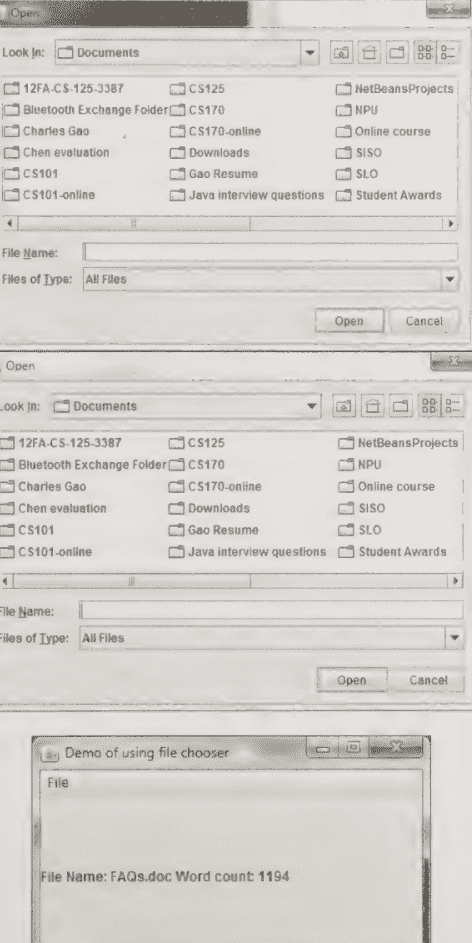 Open
Look In: Documents
12FA-CS-125-3387 CS125 NetBeansProjects
Bluetooth Exchange Folder CS170 NPU
Charles Gao CS170-online Online course
Chen evaluation Downloads SISO
CS101 Gao Resume SLO
CS101-online Java interview questions Student Awards
File Name:
Files of Type: All Files
Open Cancel
Open
Look In: Documents
12FA-CS-125-3387 CS125 NetBeansProjects
Bluetooth Exchange Folder CS170 NPU
Charles Gao CS170-online Online course
Chen evaluation Downloads SISO
CS101 Gao Resume SLO
CS101-online Java interview questions Student Awards
File Name:
Files of Type: All Files
Open Cancel
Demo of using file chooser
File
File Name: FAQs.doc Word count: 1194